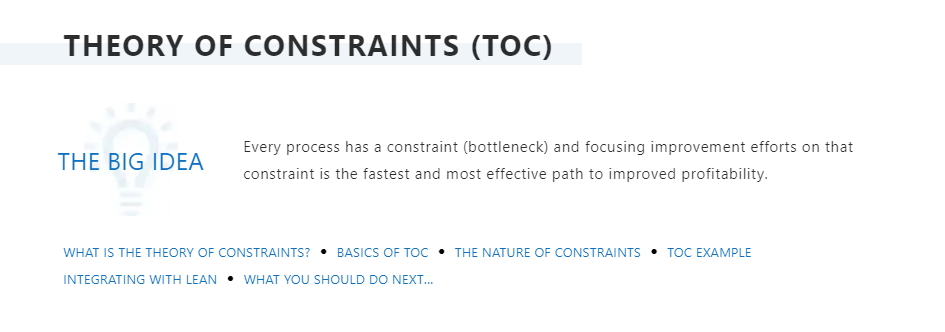 THEORY OF CONSTRAINTS (TOC)
THE BIG IDEA
Every process has a constraint (bottleneck) and focusing improvement efforts on that
constraint is the fastest and most effective path to improved profitability.
WHAT IS THE THEORY OF CONSTRAINTS? • BASICS OF TOC • THE NATURE OF CONSTRAINTS • TOC EXAMPLE
INTEGRATING WITH LEAN • WHAT YOU SHOULD DO NEXT...